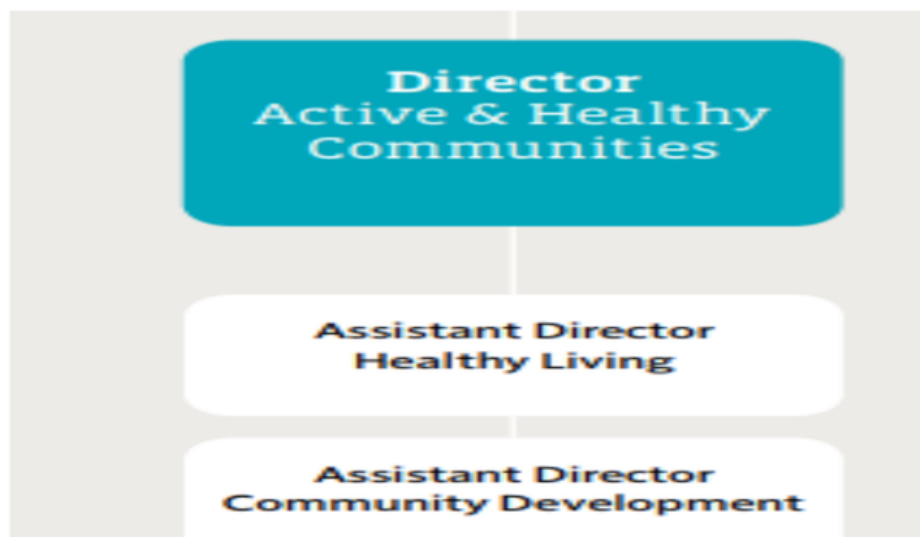 Director
Active & Healthy
Communities
Assistant Director
Healthy Living
Assistant Director
Community Development